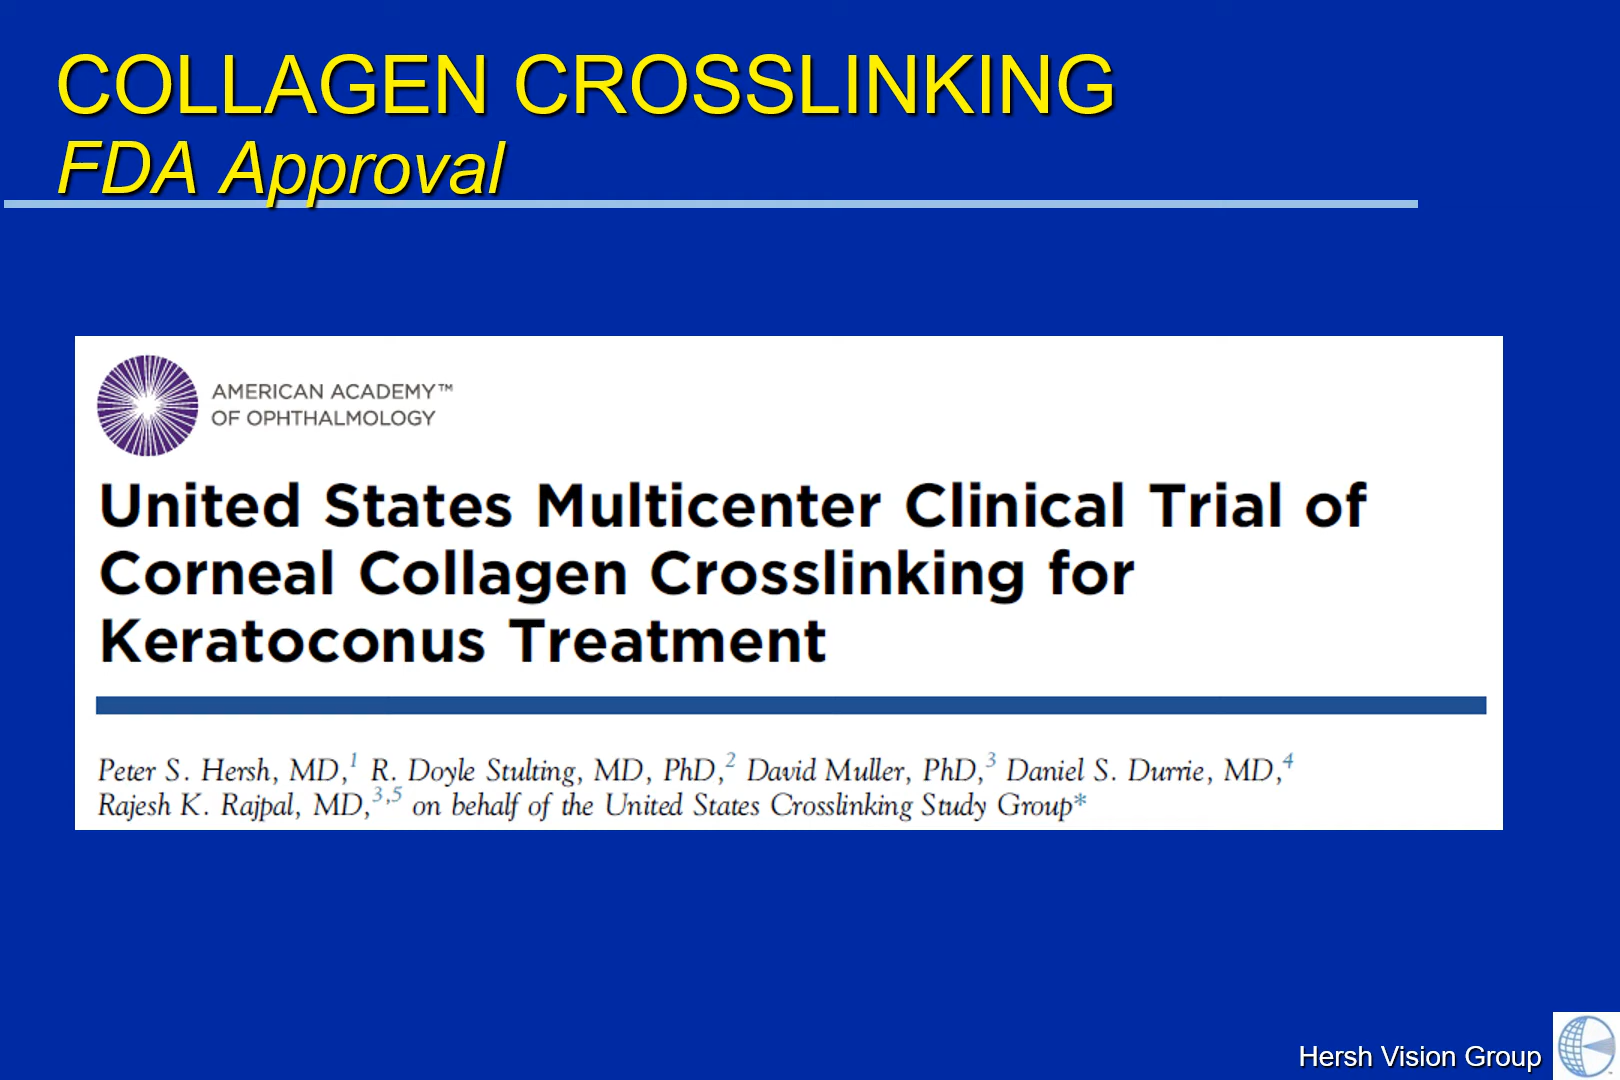 COLLAGEN CROSSLINKING
FDA Approval
AMERICAN ACADEMY™
OF OPHTHALMOLOGY
United States Multicenter Clinical Trial of
Corneal Collagen Crosslinking for
Keratoconus Treatment
Peter S. Hersh, MD,¹ R. Doyle Stulting, MD, PhD,² David Muller, PhD,³ Daniel S. Durrie, MD,⁴
Rajesh K. Rajpal, MD,³,⁵ on behalf of the United States Crosslinking Study Group*
Hersh Vision Group